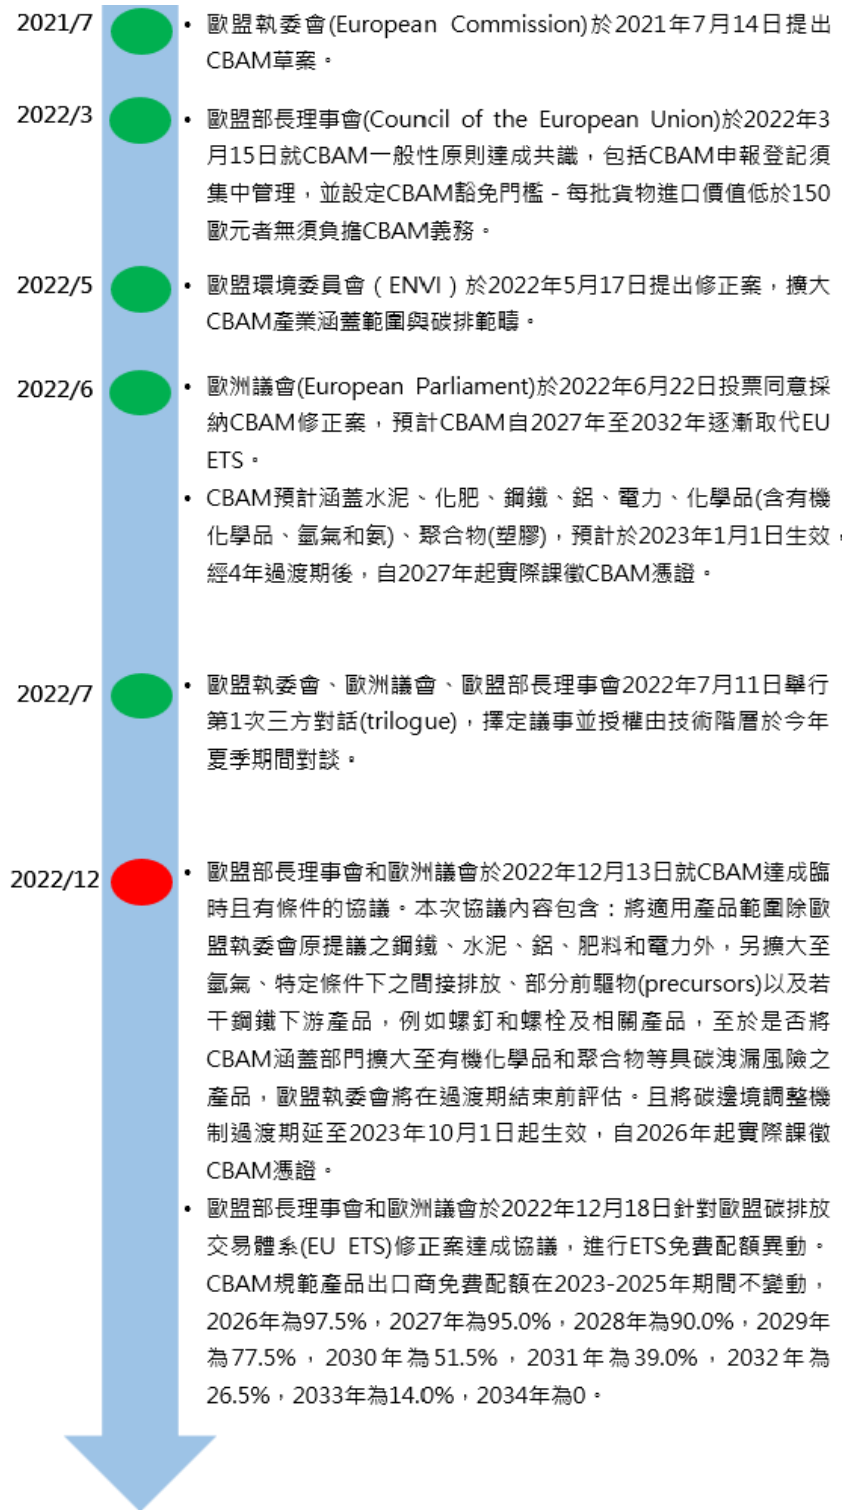 2021/7
• 歐盟執委會(European Commission)於2021年7月14日提出
CBAM草案。
2022/3
• 歐盟部長理事會(Council of the European Union)於2022年3
月15日就CBAM一般性原則達成共識，包括CBAM申報登記須
集中管理，並設定CBAM豁免門檻 - 每批貨物進口價值低於150
歐元者無須負擔CBAM義務。
2022/5
• 歐盟環境委員會（ENVI）於2022年5月17日提出修正案，擴大
CBAM產業涵蓋範圍與碳排範疇。
2022/6
• 歐洲議會(European Parliament)於2022年6月22日投票同意採
納CBAM修正案，預計CBAM自2027年至2032年逐漸取代EU
ETS。
• CBAM預計涵蓋水泥、化肥、鋼鐵、鋁、電力、化學品(含有機
化學品、氫氣和氨)、聚合物(塑膠)，預計於2023年1月1日生效，
經4年過渡期後，自2027年起實際課徵CBAM憑證。
2022/7
• 歐盟執委會、歐洲議會、歐盟部長理事會2022年7月11日舉行
第1次三方對話(trilogue)，擇定議事並授權由技術階層於今年
夏季期間對談。
2022/12
• 歐盟部長理事會和歐洲議會於2022年12月13日就CBAM達成臨
時且有條件的協議。本次協議內容包含：將適用產品範圍除歐
盟執委會原提議之鋼鐵、水泥、鋁、肥料和電力外，另擴大至
氫氣、特定條件下之間接排放、部分前驅物(precursors)以及若
干鋼鐵下游產品，例如螺釘和螺栓及相關產品，至於是否將
CBAM涵蓋部門擴大至有機化學品和聚合物等具碳洩漏風險之
產品，歐盟執委會將在過渡期結束前評估。且將碳邊境調整機
制過渡期延至2023年10月1日起生效，自2026年起實際課徵
CBAM憑證。
• 歐盟部長理事會和歐洲議會於2022年12月18日針對歐盟碳排放
交易體系(EU ETS)修正案達成協議，進行ETS免費配額異動。
CBAM規範產品出口商免費配額在2023-2025年期間不變動，
2026年為97.5%，2027年為95.0%，2028年為90.0%，2029年
為77.5%，2030年為51.5%，2031年為39.0%，2032年為
26.5%，2033年為14.0%，2034年為0。